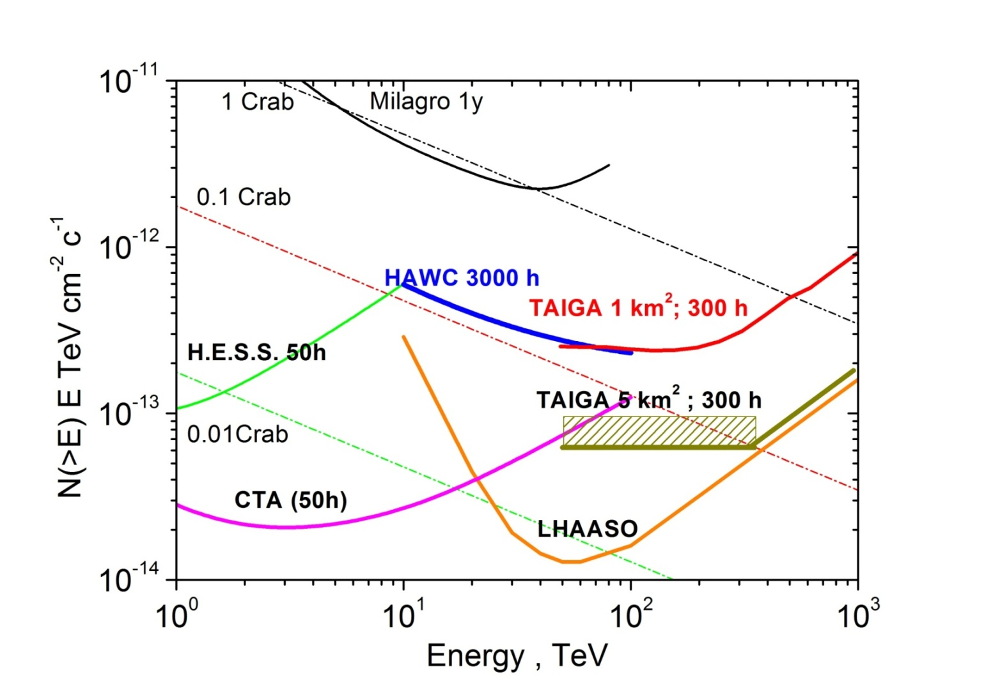 10-11
1 Crab
Milagro 1y
0.1 Crab
10-12
HAWC 3000 h
TAIGA 1 km2; 300 h
H.E.S.S. 50h
TAIGA 5 km2 ; 300 h
10-13
0.01Crab
CTA (50h)
LHAASO
10-14
N(>E) E TeV cm-2 c-1
100
101
102
103
Energy , TeV